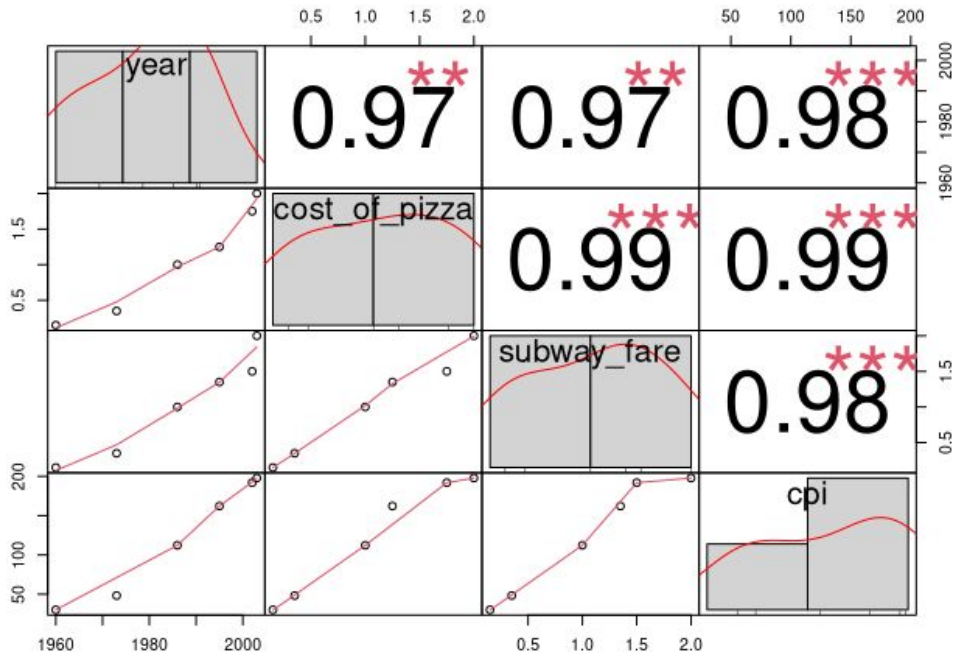 0.5 1.0 1.5 2.0 50 100 150 200
year 0.97 ** 0.97 ** 0.98 *** 1960 1980 2000
0.5 1.5 cost_of_pizza 0.99 *** 0.99 ***
subway_fare 0.98 *** 0.5 1.5
50 100 200 cpi
1960 1980 2000 0.5 1.0 1.5 2.0